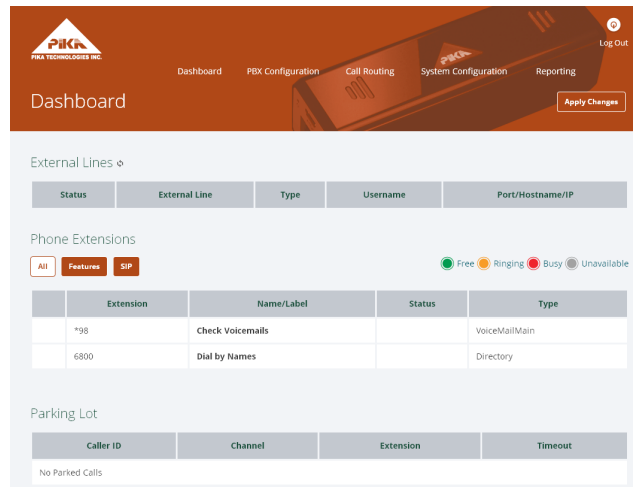 PIKA
PIKA TECHNOLOGIES INC.
Log Out
Dashboard PBX Configuration Call Routing System Configuration Reporting
PIKA
Dashboard
Apply Changes
External Lines
Status External Line Type Username Port/Hostname/IP
Phone Extensions
All Features SIP Free Ringing Busy Unavailable
Extension Name/Label Status Type
*98 Check Voicemails VoiceMailMain
6800 Dial by Names Directory
Parking Lot
Caller ID Channel Extension Timeout
No Parked Calls